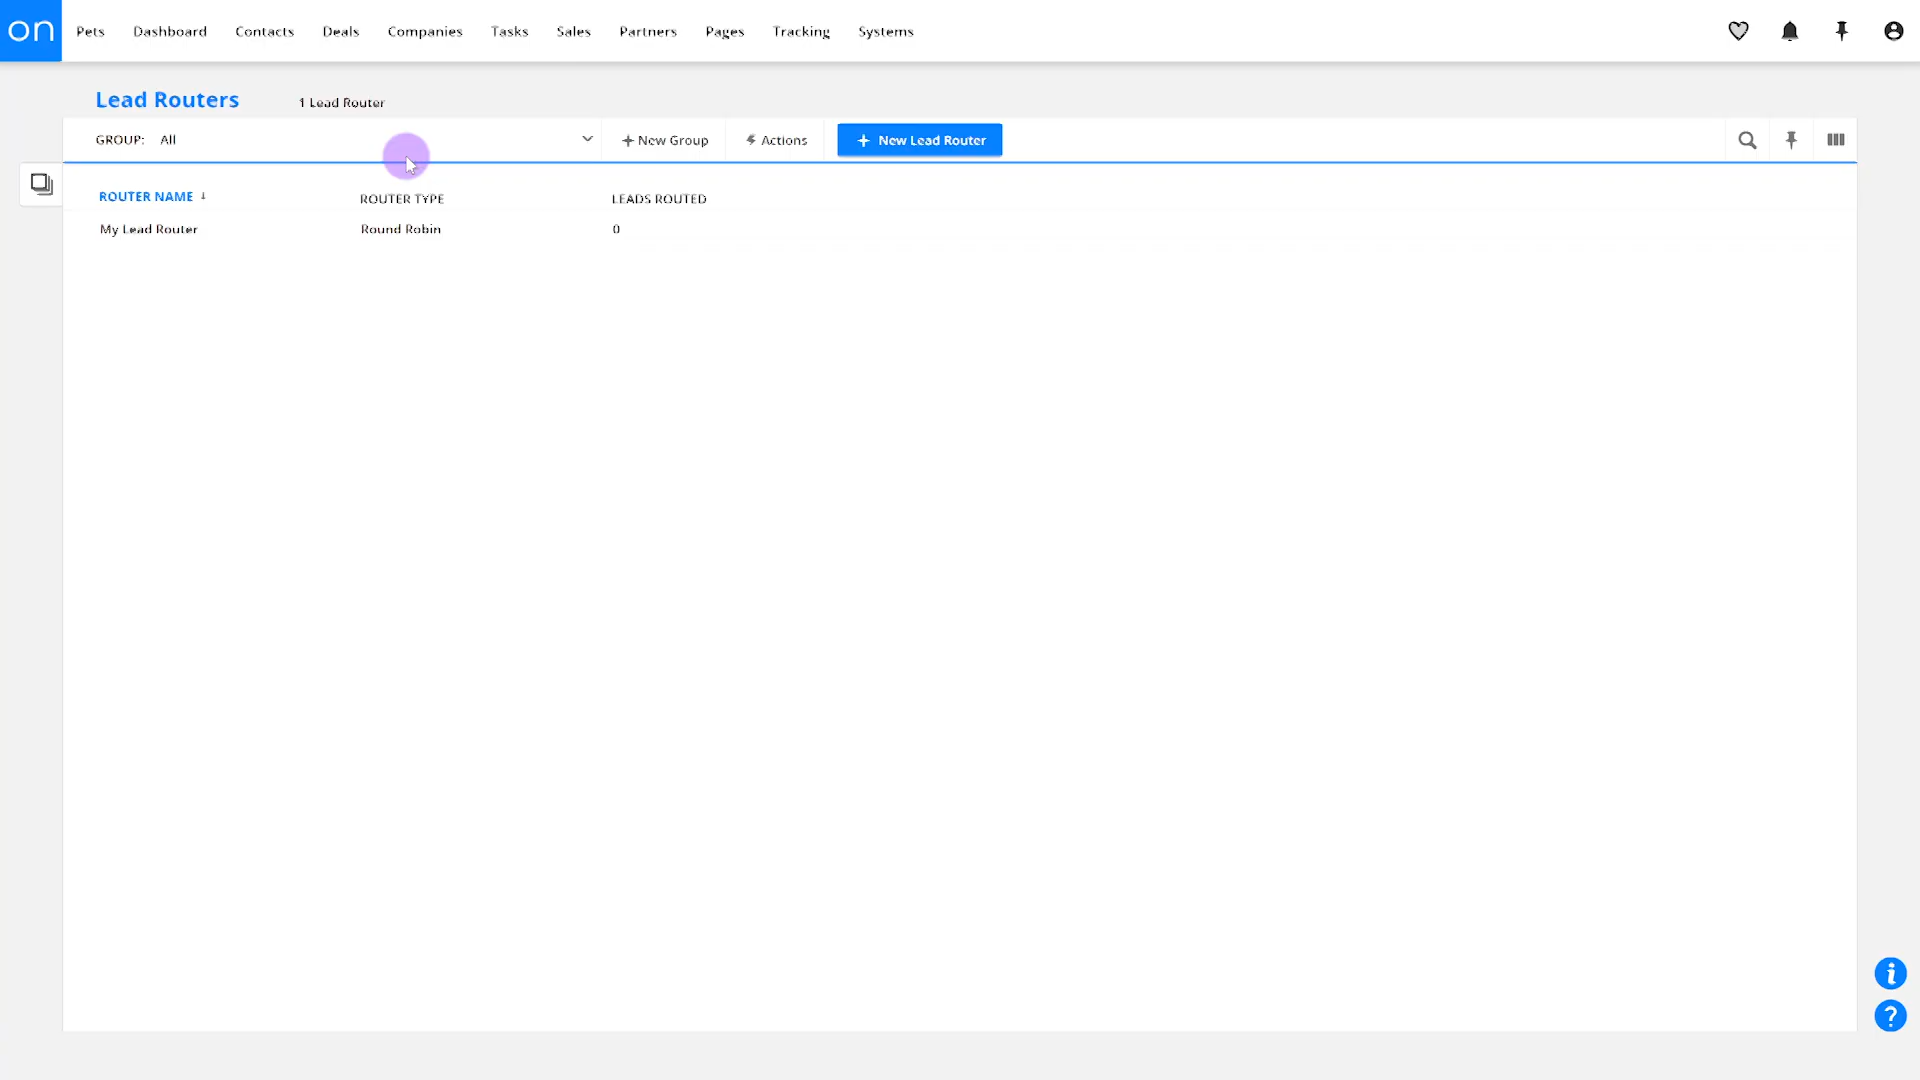 on Pets Dashboard Contacts Deals Companies Tasks Sales Partners Pages Tracking Systems
Lead Routers 1 Lead Router
GROUP: All New Group Actions New Lead Router
ROUTER NAME ROUTER TYPE LEADS ROUTED
My Lead Router Round Robin 0
i
?